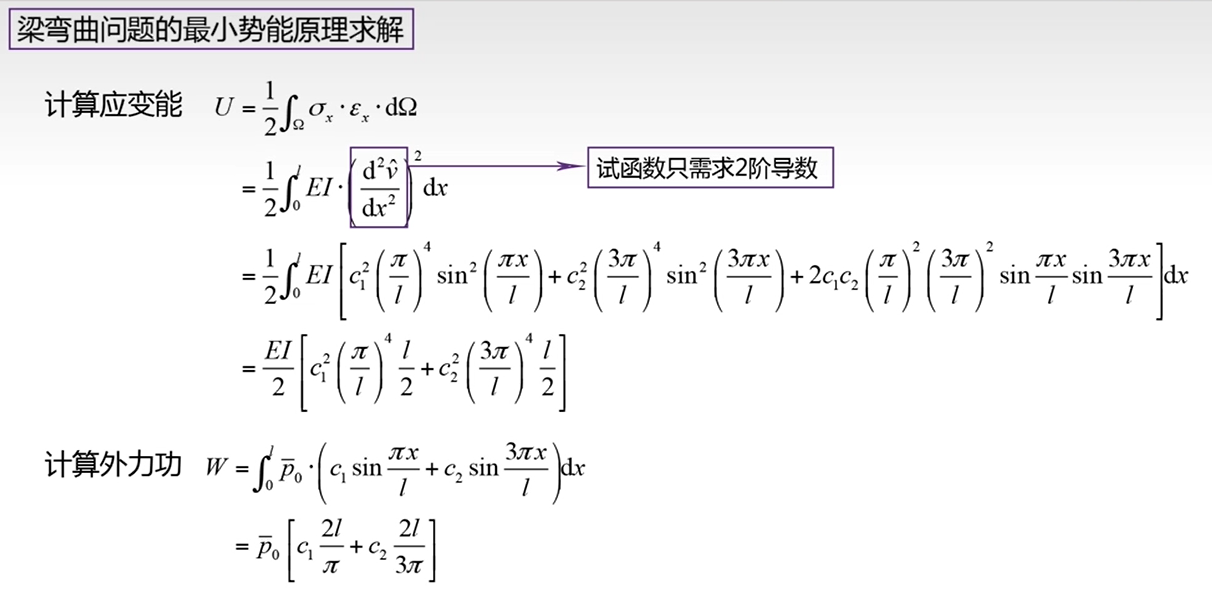 梁弯曲问题的最小势能原理求解
计算应变能 $U = \frac{1}{2}\int_{\Omega} \sigma_x \cdot \varepsilon_x \cdot \mathrm{d}\Omega$
$= \frac{1}{2}\int_0^l EI \cdot \left(\frac{\mathrm{d}^2\hat{v}}{\mathrm{d}x^2}\right)^2 \mathrm{d}x$ 试函数只需求2阶导数
$= \frac{1}{2}\int_0^l EI\left[c_1^2\left(\frac{\pi}{l}\right)^4 \sin^2\left(\frac{\pi x}{l}\right) + c_2^2\left(\frac{3\pi}{l}\right)^4 \sin^2\left(\frac{3\pi x}{l}\right) + 2c_1c_2\left(\frac{\pi}{l}\right)^2\left(\frac{3\pi}{l}\right)^2 \sin\frac{\pi x}{l}\sin\frac{3\pi x}{l}\right]\mathrm{d}x$
$= \frac{EI}{2}\left[c_1^2\left(\frac{\pi}{l}\right)^4\frac{l}{2} + c_2^2\left(\frac{3\pi}{l}\right)^4\frac{l}{2}\right]$
计算外力功 $W = \int_0^l \bar{p}_0 \cdot \left(c_1 \sin\frac{\pi x}{l} + c_2 \sin\frac{3\pi x}{l}\right)\mathrm{d}x$
$= \bar{p}_0\left[c_1\frac{2l}{\pi} + c_2\frac{2l}{3\pi}\right]$